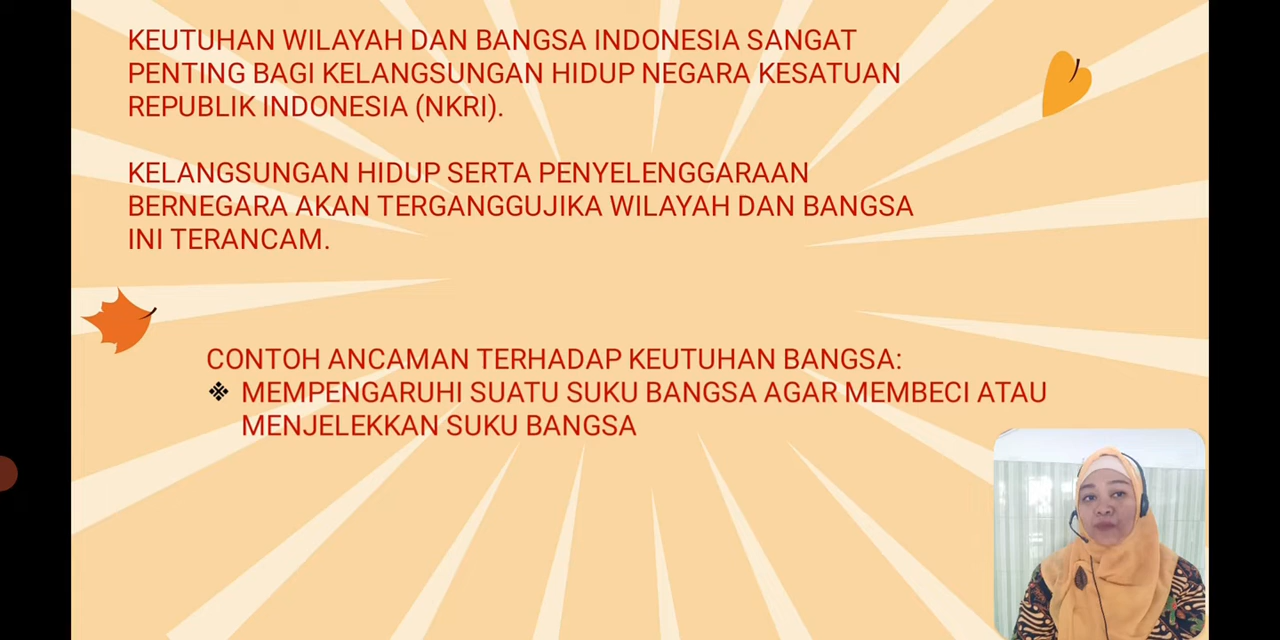 KEUTUHAN WILAYAH DAN BANGSA INDONESIA SANGAT
PENTING BAGI KELANGSUNGAN HIDUP NEGARA KESATUAN
REPUBLIK INDONESIA (NKRI).
KELANGSUNGAN HIDUP SERTA PENYELENGGARAAN
BERNEGARA AKAN TERGANGGUJIKA WILAYAH DAN BANGSA
INI TERANCAM.
CONTOH ANCAMAN TERHADAP KEUTUHAN BANGSA:
❖ MEMPENGARUHI SUATU SUKU BANGSA AGAR MEMBECI ATAU
MENJELEKKAN SUKU BANGSA